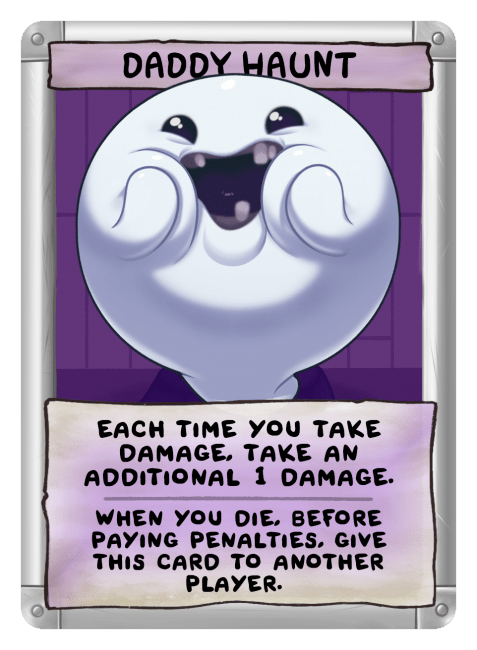 DADDY HAUNT
EACH TIME YOU TAKE
DAMAGE, TAKE AN
ADDITIONAL 1 DAMAGE.
WHEN YOU DIE, BEFORE
PAYING PENALTIES, GIVE
THIS CARD TO ANOTHER
PLAYER.